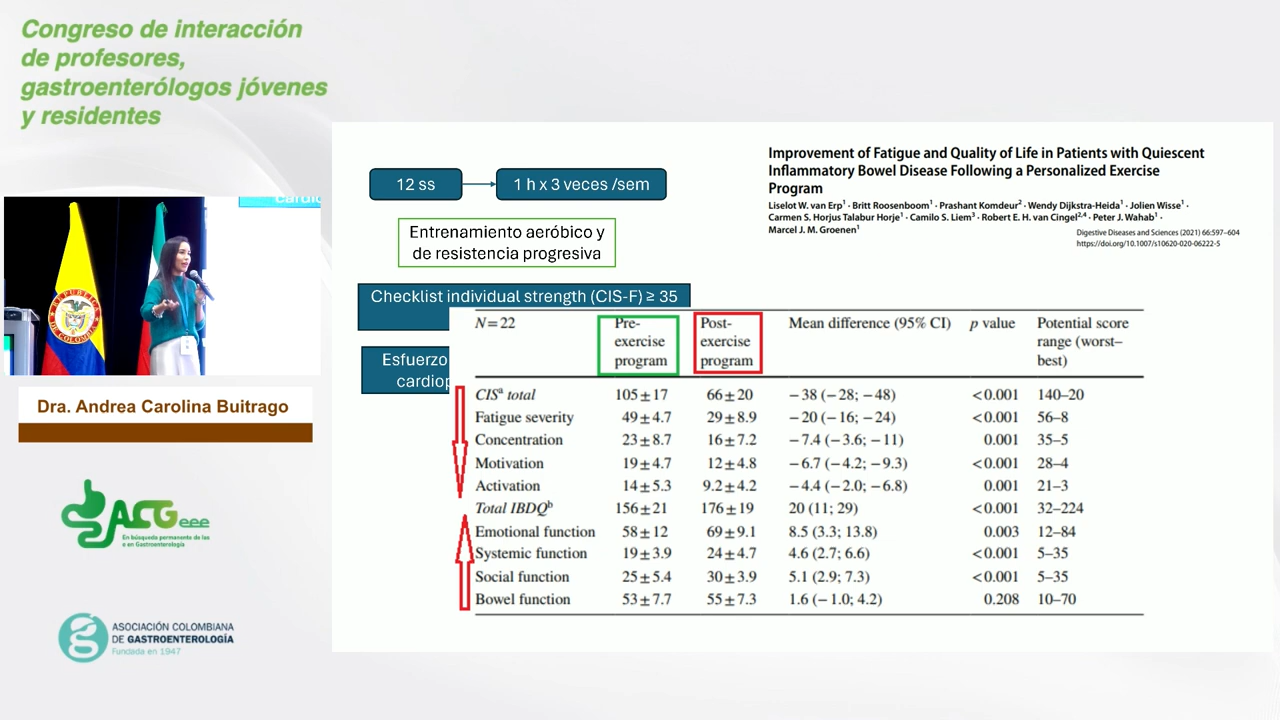 Congreso de interacción
de profesores,
gastroenterólogos jóvenes
y residentes
REPÚBLICA
Dra. Andrea Carolina Buitrago
ACG eee
En búsqueda permanente de las
e en Gastroenterología
ASOCIACIÓN COLOMBIANA
DE GASTROENTEROLOGÍA
Fundada en 1947
12 ss
1 h x 3 veces /sem
Entrenamiento aeróbico y
de resistencia progresiva
Checklist individual strength (CIS-F) ≥ 35
Esfuerzo
Improvement of Fatigue and Quality of Life in Patients with Quiescent
Inflammatory Bowel Disease Following a Personalized Exercise
Program
Liselot W. van Erp¹ · Britt Roosenboom¹ · Prashant Komdeur² · Wendy Dijkstra-Heida¹ · Jolien Wisse¹ ·
Carmen S. Horjus Talabur Horje¹ · Camilo S. Liem³ · Robert E. H. van Cingel²,⁴ · Peter J. Wahab¹ ·
Marcel J. M. Groenen¹
Digestive Diseases and Sciences (2021) 66:597–604
https://doi.org/10.1007/s10620-020-06222-5
N=22 Pre-exercise program Post-exercise program Mean difference (95% CI) p value Potential score range (worst–best)
CISᵃ total 105±17 66±20 −38 (−28; −48) <0.001 140–20
Fatigue severity 49±4.7 29±8.9 −20 (−16; −24) <0.001 56–8
Concentration 23±8.7 16±7.2 −7.4 (−3.6; −11) 0.001 35–5
Motivation 19±4.7 12±4.8 −6.7 (−4.2; −9.3) <0.001 28–4
Activation 14±5.3 9.2±4.2 −4.4 (−2.0; −6.8) 0.001 21–3
Total IBDQᵇ 156±21 176±19 20 (11; 29) <0.001 32–224
Emotional function 58±12 69±9.1 8.5 (3.3; 13.8) 0.003 12–84
Systemic function 19±3.9 24±4.7 4.6 (2.7; 6.6) <0.001 5–35
Social function 25±5.4 30±3.9 5.1 (2.9; 7.3) <0.001 5–35
Bowel function 53±7.7 55±7.3 1.6 (−1.0; 4.2) 0.208 10–70